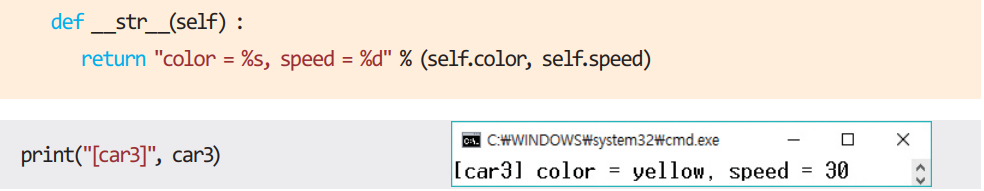 def __str__(self) :
return "color = %s, speed = %d" % (self.color, self.speed)
print("[car3]", car3)
C:₩WINDOWS₩system32₩cmd.exe
[car3] color = yellow, speed = 30